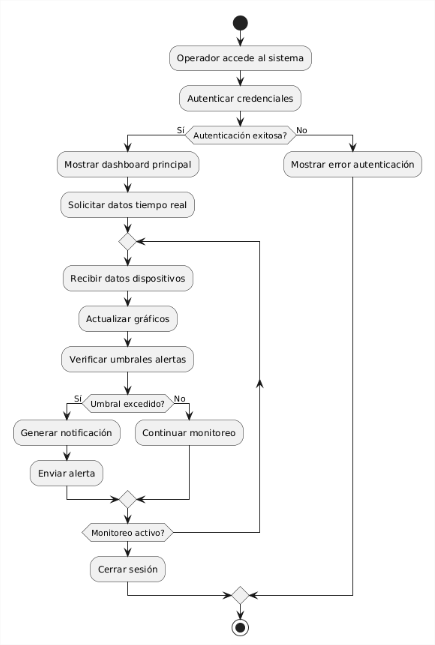 Operador accede al sistema
Autenticar credenciales
Sí
Autenticación exitosa?
No
Mostrar dashboard principal
Mostrar error autenticación
Solicitar datos tiempo real
Recibir datos dispositivos
Actualizar gráficos
Verificar umbrales alertas
Sí
Umbral excedido?
No
Generar notificación
Continuar monitoreo
Enviar alerta
Monitoreo activo?
Cerrar sesión